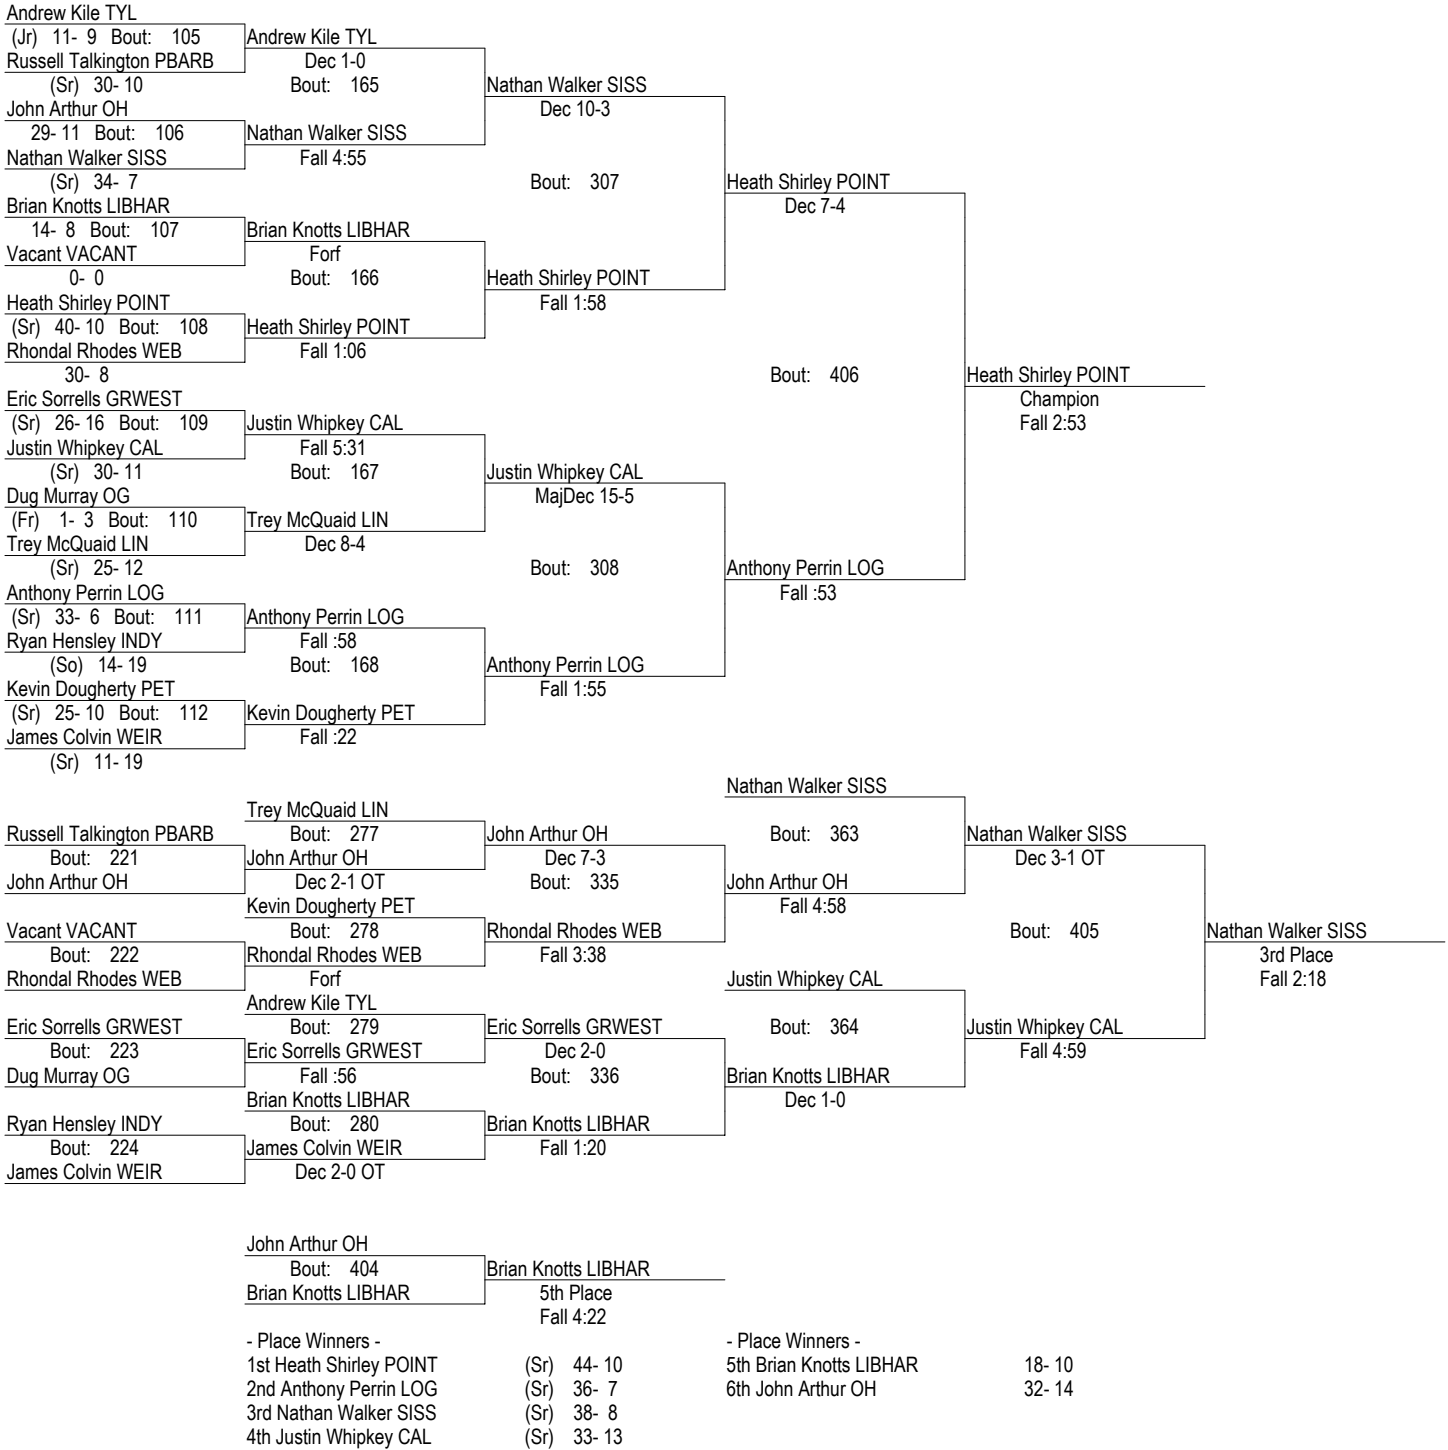 Andrew Kile TYL
(Jr) 11- 9 Bout: 105 Andrew Kile TYL
Russell Talkington PBARB Dec 1-0
(Sr) 30- 10 Bout: 165 Nathan Walker SISS
John Arthur OH Dec 10-3
29- 11 Bout: 106 Nathan Walker SISS
Nathan Walker SISS Fall 4:55
(Sr) 34- 7 Bout: 307 Heath Shirley POINT
Brian Knotts LIBHAR Dec 7-4
14- 8 Bout: 107 Brian Knotts LIBHAR
Vacant VACANT Forf
0- 0 Bout: 166 Heath Shirley POINT
Heath Shirley POINT Fall 1:58
(Sr) 40- 10 Bout: 108 Heath Shirley POINT
Rhondal Rhodes WEB Fall 1:06
30- 8 Bout: 406 Heath Shirley POINT
Eric Sorrells GRWEST Champion
(Sr) 26- 16 Bout: 109 Justin Whipkey CAL Fall 2:53
Justin Whipkey CAL Fall 5:31
(Sr) 30- 11 Bout: 167 Justin Whipkey CAL
Dug Murray OG MajDec 15-5
(Fr) 1- 3 Bout: 110 Trey McQuaid LIN
Trey McQuaid LIN Dec 8-4
(Sr) 25- 12 Bout: 308 Anthony Perrin LOG
Anthony Perrin LOG Fall :53
(Sr) 33- 6 Bout: 111 Anthony Perrin LOG
Ryan Hensley INDY Fall :58
(So) 14- 19 Bout: 168 Anthony Perrin LOG
Kevin Dougherty PET Fall 1:55
(Sr) 25- 10 Bout: 112 Kevin Dougherty PET
James Colvin WEIR Fall :22
(Sr) 11- 19
Nathan Walker SISS
Trey McQuaid LIN
Russell Talkington PBARB Bout: 277 John Arthur OH Bout: 363 Nathan Walker SISS
Bout: 221 John Arthur OH Dec 7-3 Dec 3-1 OT
John Arthur OH Dec 2-1 OT Bout: 335 John Arthur OH
Kevin Dougherty PET Fall 4:58
Vacant VACANT Bout: 278 Rhondal Rhodes WEB Bout: 405 Nathan Walker SISS
Bout: 222 Rhondal Rhodes WEB Fall 3:38 3rd Place
Rhondal Rhodes WEB Forf Justin Whipkey CAL Fall 2:18
Andrew Kile TYL
Eric Sorrells GRWEST Bout: 279 Eric Sorrells GRWEST Bout: 364 Justin Whipkey CAL
Bout: 223 Eric Sorrells GRWEST Dec 2-0 Fall 4:59
Dug Murray OG Fall :56 Bout: 336 Brian Knotts LIBHAR
Brian Knotts LIBHAR Dec 1-0
Ryan Hensley INDY Bout: 280 Brian Knotts LIBHAR
Bout: 224 James Colvin WEIR Fall 1:20
James Colvin WEIR Dec 2-0 OT
John Arthur OH
Bout: 404 Brian Knotts LIBHAR
Brian Knotts LIBHAR 5th Place
Fall 4:22
- Place Winners - - Place Winners -
1st Heath Shirley POINT (Sr) 44- 10 5th Brian Knotts LIBHAR 18- 10
2nd Anthony Perrin LOG (Sr) 36- 7 6th John Arthur OH 32- 14
3rd Nathan Walker SISS (Sr) 38- 8
4th Justin Whipkey CAL (Sr) 33- 13